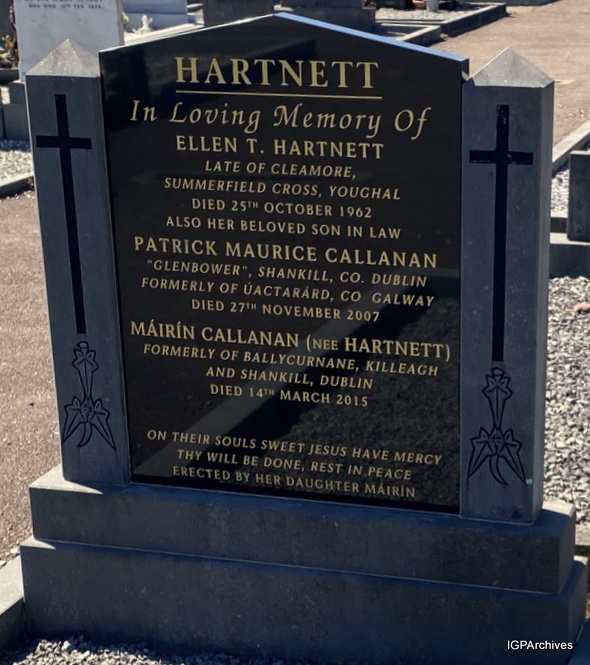 HARTNETT
In Loving Memory Of
ELLEN T. HARTNETT
LATE OF CLEAMORE,
SUMMERFIELD CROSS, YOUGHAL
DIED 25TH OCTOBER 1962
ALSO HER BELOVED SON IN LAW
PATRICK MAURICE CALLANAN
"GLENBOWER", SHANKILL, CO. DUBLIN
FORMERLY OF ÚACTARÁRD, CO GALWAY
DIED 27TH NOVEMBER 2007
MÁIRÍN CALLANAN (NEE HARTNETT)
FORMERLY OF BALLYCURNANE, KILLEAGH
AND SHANKILL, DUBLIN
DIED 14TH MARCH 2015
ON THEIR SOULS SWEET JESUS HAVE MERCY
THY WILL BE DONE, REST IN PEACE
ERECTED BY HER DAUGHTER MÁIRÍN
IGPArchives